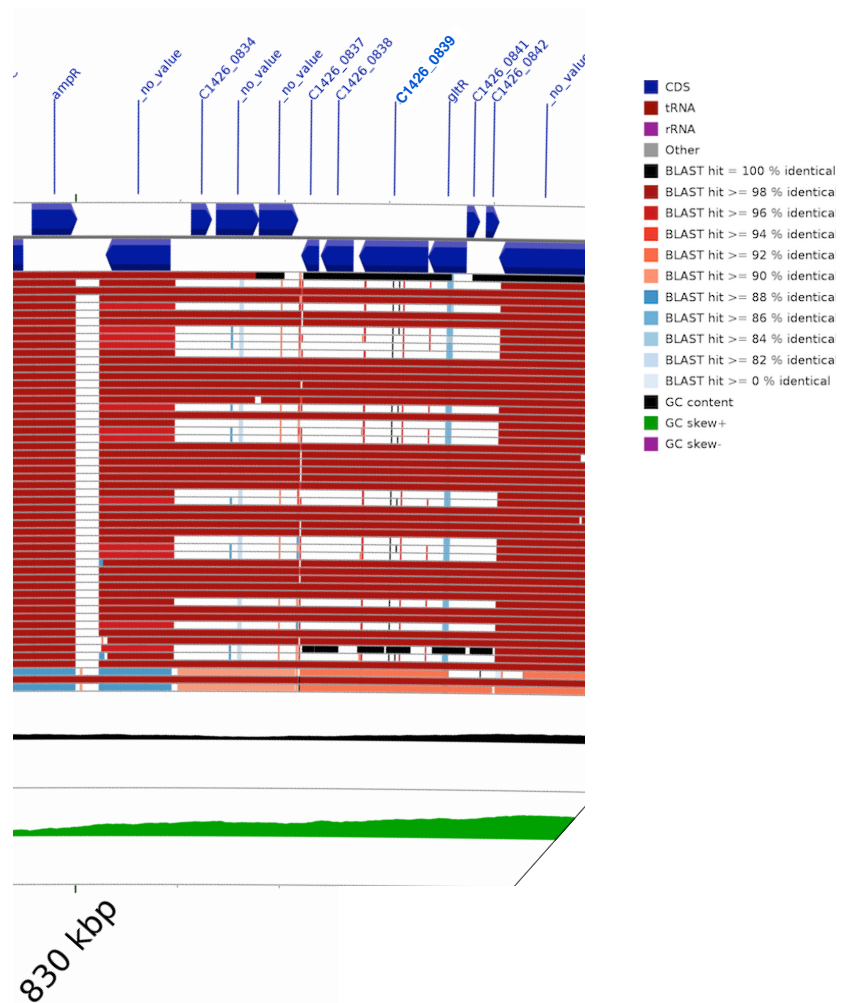 ampR
_no_value
C1426_0834
_no_value
_no_value
C1426_0837
C1426_0838
C1426_0839
gltR
C1426_0841
C1426_0842
_no_value
CDS
tRNA
rRNA
Other
BLAST hit = 100 % identical
BLAST hit >= 98 % identical
BLAST hit >= 96 % identical
BLAST hit >= 94 % identical
BLAST hit >= 92 % identical
BLAST hit >= 90 % identical
BLAST hit >= 88 % identical
BLAST hit >= 86 % identical
BLAST hit >= 84 % identical
BLAST hit >= 82 % identical
BLAST hit >= 0 % identical
GC content
GC skew+
GC skew-
830 kbp